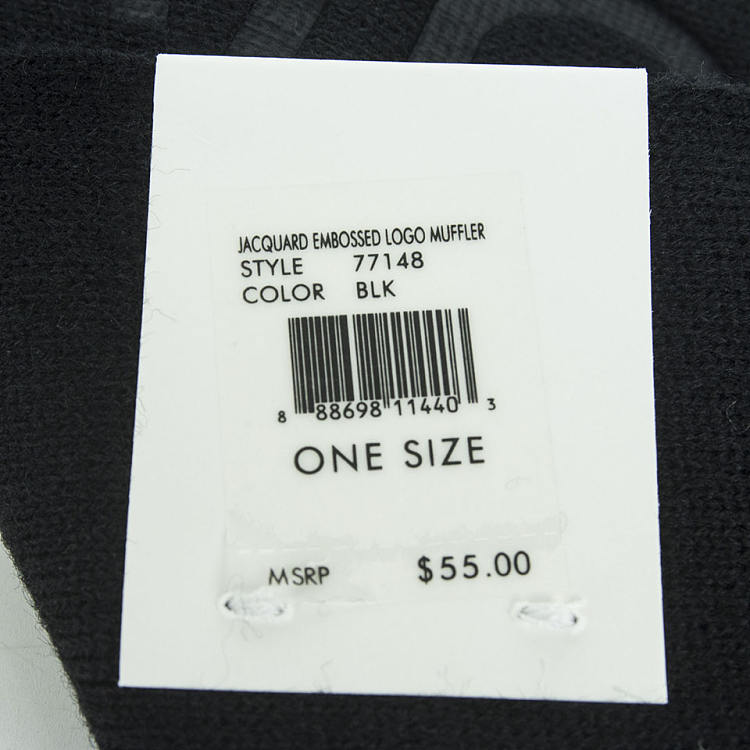 JACQUARD EMBOSSED LOGO MUFFLER
STYLE 77148
COLOR BLK
8 88698 11440 3
ONE SIZE
MSRP $55.00